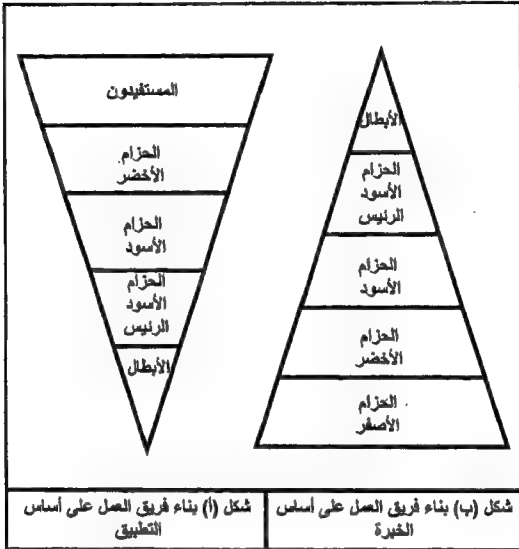 الأبطال
الحزام
الأسود
الرئيس
الحزام
الأسود
الحزام
الأخضر
الحزام
الأصفر
المستفيدون
الحزام
الأخضر
الحزام
الأسود
الحزام
الأسود
الرئيس
الأبطال
شكل (ب) بناء فريق العمل على أساس
الخبرة
شكل (أ) بناء فريق العمل على أساس
التطبيق